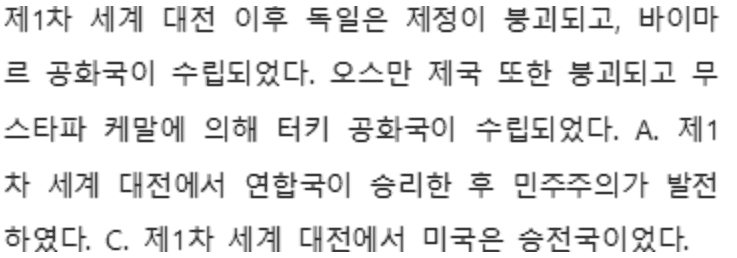 제1차 세계 대전 이후 독일은 제정이 붕괴되고, 바이마
르 공화국이 수립되었다. 오스만 제국 또한 붕괴되고 무
스타파 케말에 의해 터키 공화국이 수립되었다. A. 제1
차 세계 대전에서 연합국이 승리한 후 민주주의가 발전
하였다. C. 제1차 세계 대전에서 미국은 승전국이었다.